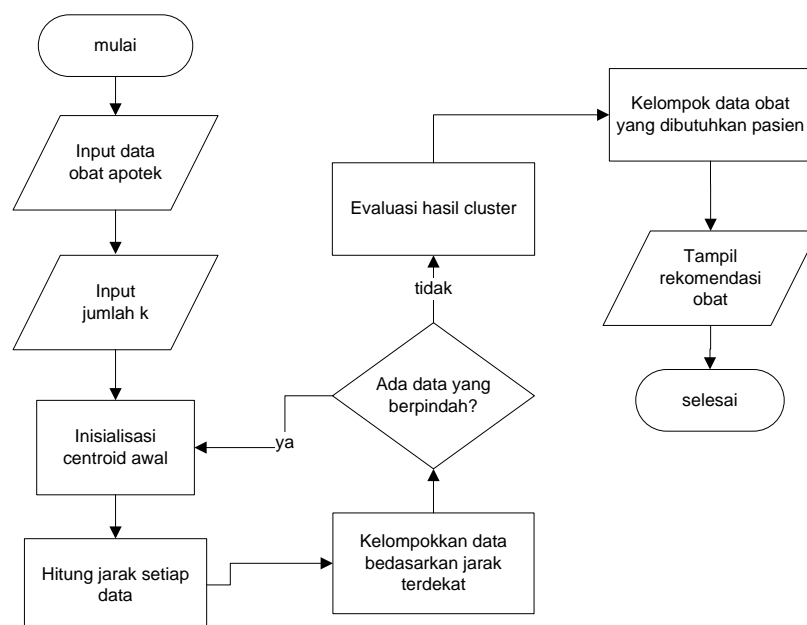 mulai
Input data
obat apotek
Input
jumlah k
Inisialisasi
centroid awal
Hitung jarak setiap
data
Kelompokkan data
bedasarkan jarak
terdekat
Ada data yang
berpindah?
ya
tidak
Evaluasi hasil cluster
Kelompok data obat
yang dibutuhkan pasien
Tampil
rekomendasi
obat
selesai